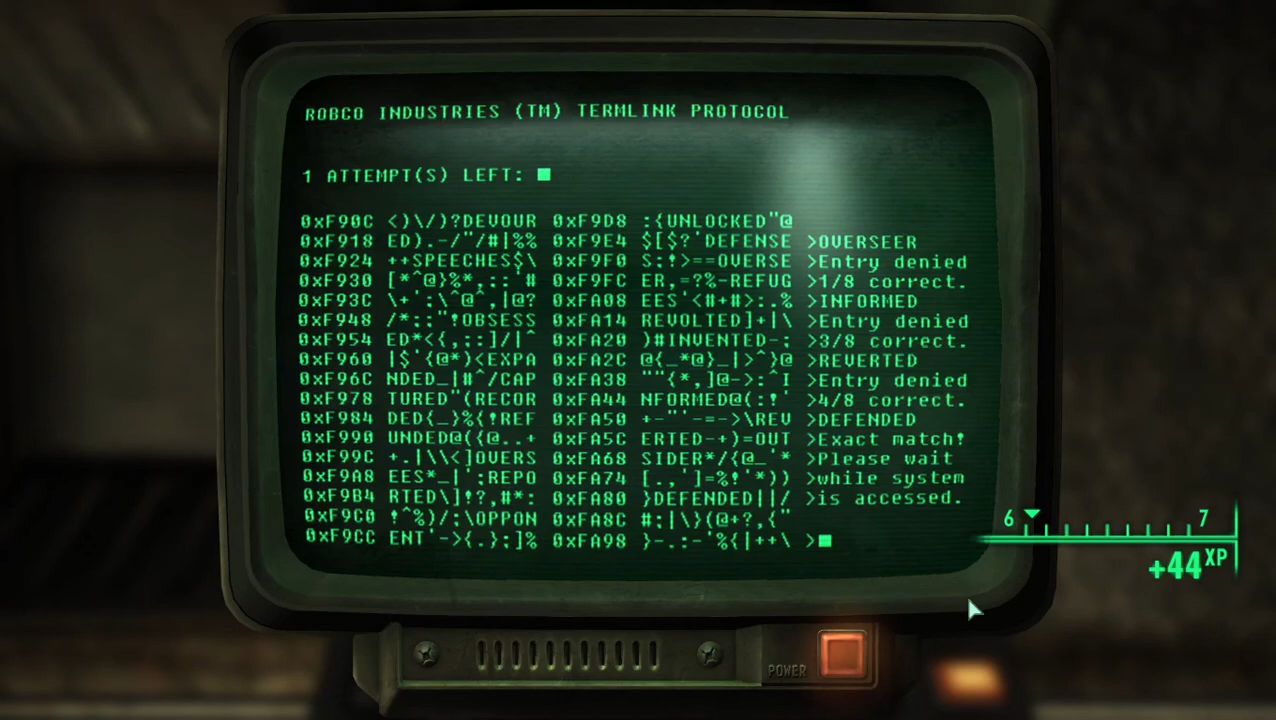 ROBCO INDUSTRIES (TM) TERMLINK PROTOCOL
1 ATTEMPT(S) LEFT: ■
0xF90C <)\/)?DEVOUR 0xF9D8 :{UNLOCKED"@
0xF918 ED).-/"/#|%% 0xF9E4 $[$?'DEFENSE >OVERSEER
0xF924 ++SPEECHES$\ 0xF9F0 S;!>==OVERSE >Entry denied
0xF930 [*^@}%*,::'# 0xF9FC ER,=?%-REFUG >1/8 correct.
0xF93C \+':\^@^,|@? 0xFA08 EES'<#+#>:.% >INFORMED
0xF948 /*;;"!OBSESS 0xFA14 REVOLTED]+|\ >Entry denied
0xF954 ED*<{,;:]/|^ 0xFA20 )#INVENTED-; >3/8 correct.
0xF960 |$'{@*)<EXPA 0xFA2C @{_*@}_|>^}@ >REVERTED
0xF96C NDED_|#^/CAP 0xFA38 ""{*,]@->:^I >Entry denied
0xF978 TURED"(RECOR 0xFA44 NFORMED@(:!' >4/8 correct.
0xF984 DED{_}%{!REF 0xFA50 +-"'-=->\REV >DEFENDED
0xF990 UNDED@({@..+ 0xFA5C ERTED-+)=OUT >Exact match!
0xF99C +.|\\<]OVERS 0xFA68 SIDER*/{@_'* >Please wait
0xF9A8 EES*_|';REPO 0xFA74 [.,']=%!'*)) >while system
0xF9B4 RTED\]!?,#*: 0xFA80 }DEFENDED||/ >is accessed.
0xF9C0 !^%)/;\OPPON 0xFA8C #;|\}(@+?,{"
0xF9CC ENT'->{.};]% 0xFA98 }-.:-'%{|++\ >■
6 7
+44 XP
POWER